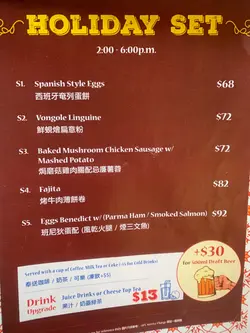 HOLIDAY SET
2:00 - 6:00p.m.
S1. Spanish Style Eggs $68
西班牙奄列蛋餅
S2. Vongole Linguine $72
鮮蜆燴扁意粉
S3. Baked Mushroom Chicken Sausage w/ $72
Mashed Potato
焗蘑菇雞肉腸配忌廉薯蓉
S4. Fajita $82
烤牛肉薄餅卷
S5. Eggs Benedict w/ (Parma Ham / Smoked Salmon) $92
班尼狄蛋配 (風乾火腿 / 煙三文魚)
Served with a cup of Coffee / Milk Tea or Coke (+$5 for Cold Drinks)
奉送咖啡 / 奶茶 / 可樂 (凍飲+$5)
+$30
for 500ml Draft Beer
Drink
Upgrade
Juice Drinks or Cheese Top Tea
果汁 / 奶蓋綠茶
$13